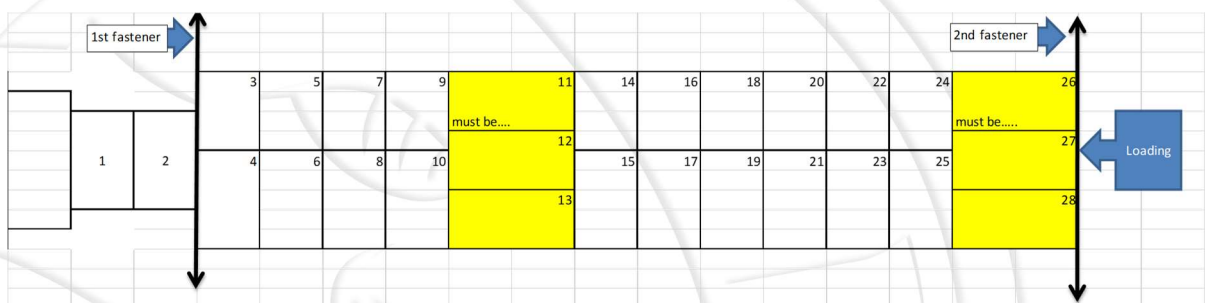 1st fastener
2nd fastener
3 5 7 9 11 14 16 18 20 22 24 26
must be.... must be.....
12 27
1 2 4 6 8 10 15 17 19 21 23 25 Loading
13 28